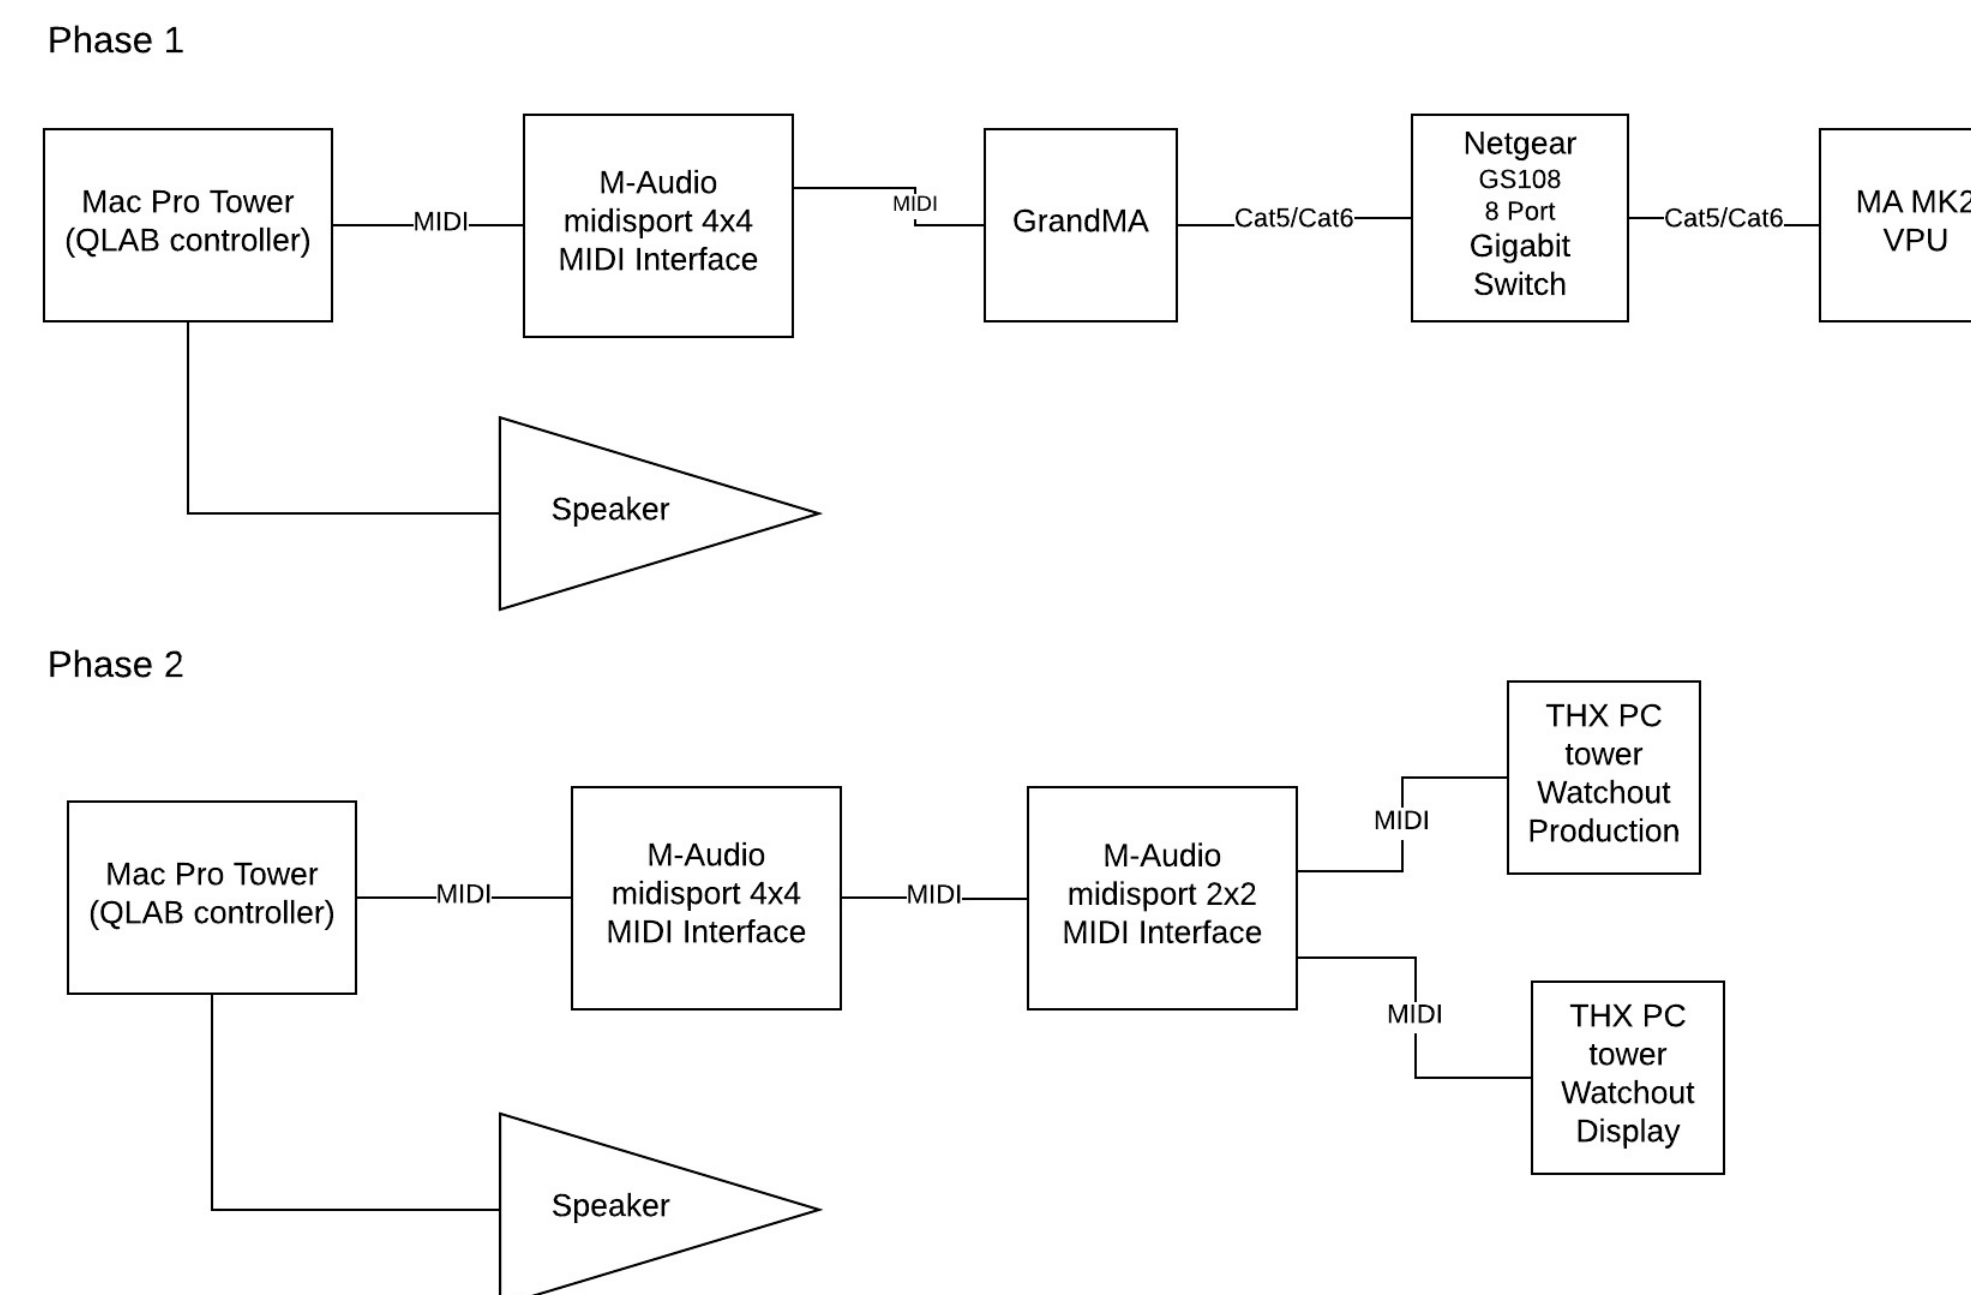 Phase 1
Mac Pro Tower
(QLAB controller)
MIDI
M-Audio
midisport 4x4
MIDI Interface
MIDI
GrandMA
Cat5/Cat6
Netgear
GS108
8 Port
Gigabit
Switch
Cat5/Cat6
MA MK2
VPU
Speaker
Phase 2
Mac Pro Tower
(QLAB controller)
MIDI
M-Audio
midisport 4x4
MIDI Interface
MIDI
M-Audio
midisport 2x2
MIDI Interface
MIDI
THX PC
tower
Watchout
Production
MIDI
THX PC
tower
Watchout
Display
Speaker